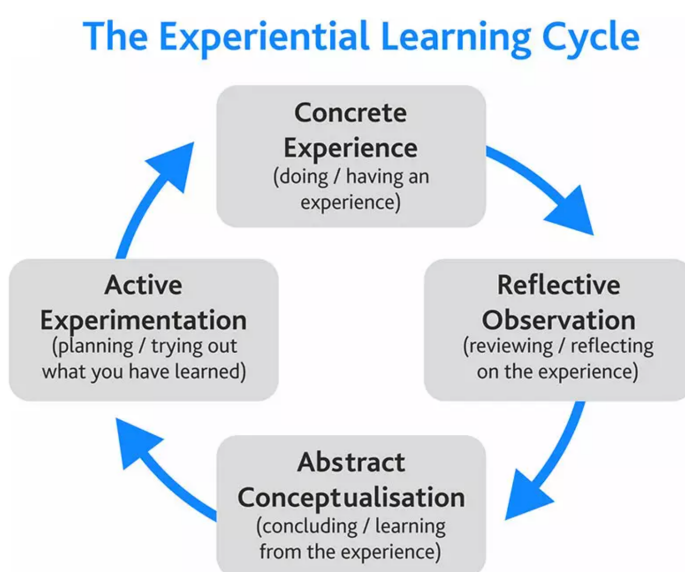 The Experiential Learning Cycle
Concrete
Experience
(doing / having an
experience)
Reflective
Observation
(reviewing / reflecting
on the experience)
Abstract
Conceptualisation
(concluding / learning
from the experience)
Active
Experimentation
(planning / trying out
what you have learned)